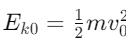 $E_{k0} = \frac{1}{2}mv_0^2$